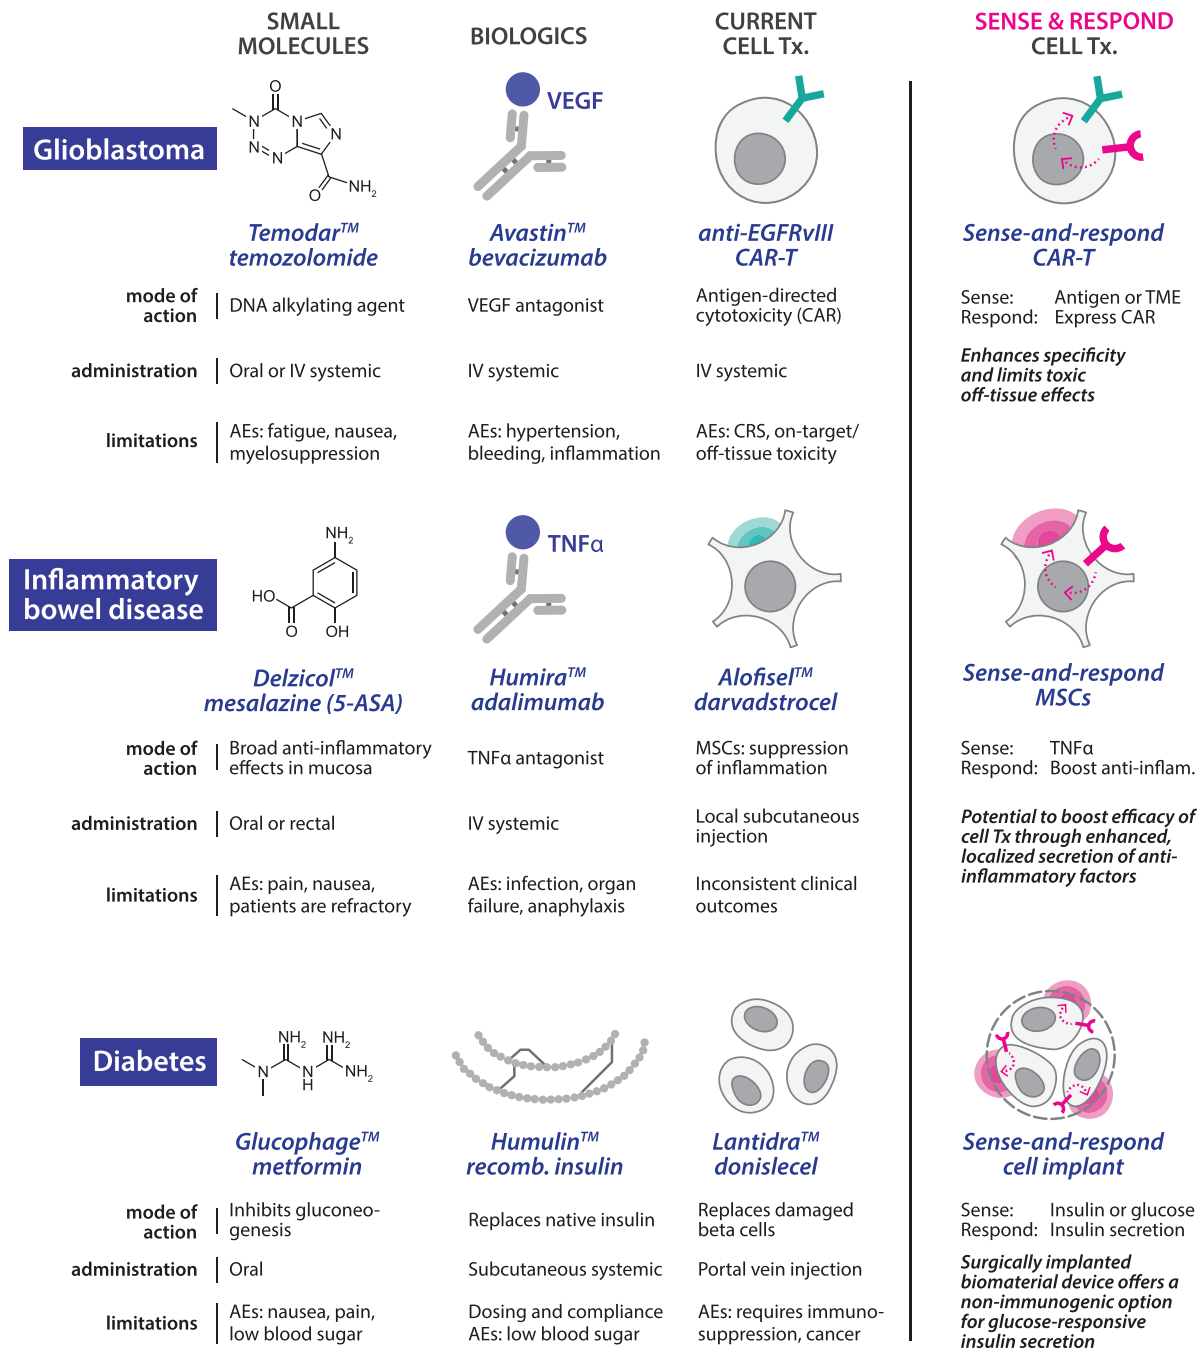 SMALL
MOLECULES
BIOLOGICS
CURRENT
CELL Tx.
SENSE & RESPOND
CELL Tx.
Glioblastoma
O
N
N
N
N
N
O
NH2
VEGF
Temodar™
temozolomide
Avastin™
bevacizumab
anti-EGFRvIII
CAR-T
Sense-and-respond
CAR-T
mode of
action
DNA alkylating agent
VEGF antagonist
Antigen-directed
cytotoxicity (CAR)
Sense: Antigen or TME
Respond: Express CAR
administration
Oral or IV systemic
IV systemic
IV systemic
Enhances specificity
and limits toxic
off-tissue effects
limitations
AEs: fatigue, nausea,
myelosuppression
AEs: hypertension,
bleeding, inflammation
AEs: CRS, on-target/
off-tissue toxicity
Inflammatory
bowel disease
NH2
HO
O
OH
TNFα
Delzicol™
mesalazine (5-ASA)
Humira™
adalimumab
Alofisel™
darvadstrocel
Sense-and-respond
MSCs
mode of
action
Broad anti-inflammatory
effects in mucosa
TNFα antagonist
MSCs: suppression
of inflammation
Sense: TNFα
Respond: Boost anti-inflam.
administration
Oral or rectal
IV systemic
Local subcutaneous
injection
Potential to boost efficacy of
cell Tx through enhanced,
localized secretion of anti-
inflammatory factors
limitations
AEs: pain, nausea,
patients are refractory
AEs: infection, organ
failure, anaphylaxis
Inconsistent clinical
outcomes
Diabetes
NH2
NH2
N
N
H
NH2
Glucophage™
metformin
Humulin™
recomb. insulin
Lantidra™
donislecel
Sense-and-respond
cell implant
mode of
action
Inhibits gluconeo-
genesis
Replaces native insulin
Replaces damaged
beta cells
Sense: Insulin or glucose
Respond: Insulin secretion
administration
Oral
Subcutaneous systemic
Portal vein injection
Surgically implanted
biomaterial device offers a
non-immunogenic option
for glucose-responsive
insulin secretion
limitations
AEs: nausea, pain,
low blood sugar
Dosing and compliance
AEs: low blood sugar
AEs: requires immuno-
suppression, cancer